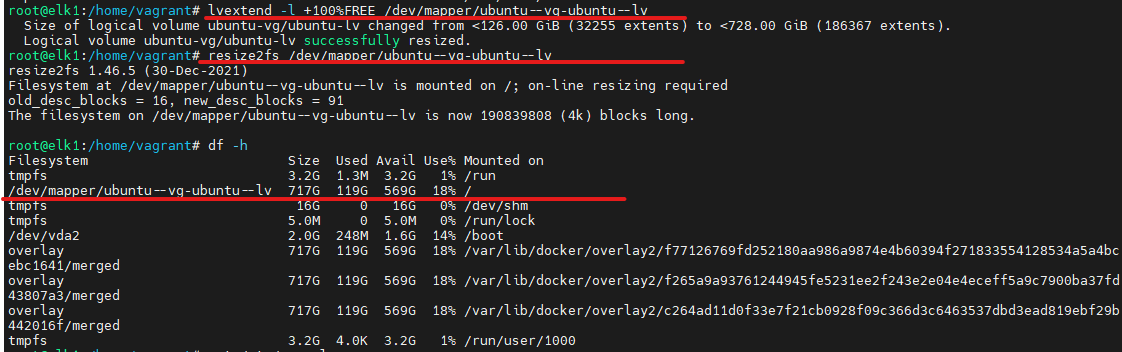 root@elk1:/home/vagrant# lvextend -l +100%FREE /dev/mapper/ubuntu--vg-ubuntu--lv
  Size of logical volume ubuntu-vg/ubuntu-lv changed from <126.00 GiB (32255 extents) to <728.00 GiB (186367 extents).
  Logical volume ubuntu-vg/ubuntu-lv successfully resized.
root@elk1:/home/vagrant# resize2fs /dev/mapper/ubuntu--vg-ubuntu--lv
resize2fs 1.46.5 (30-Dec-2021)
Filesystem at /dev/mapper/ubuntu--vg-ubuntu--lv is mounted on /; on-line resizing required
old_desc_blocks = 16, new_desc_blocks = 91
The filesystem on /dev/mapper/ubuntu--vg-ubuntu--lv is now 190839808 (4k) blocks long.
root@elk1:/home/vagrant# df -h
Filesystem                         Size  Used Avail Use% Mounted on
tmpfs                              3.2G  1.3M  3.2G   1% /run
/dev/mapper/ubuntu--vg-ubuntu--lv  717G  119G  569G  18% /
tmpfs                               16G     0   16G   0% /dev/shm
tmpfs                              5.0M     0  5.0M   0% /run/lock
/dev/vda2                          2.0G  248M  1.6G  14% /boot
overlay                            717G  119G  569G  18% /var/lib/docker/overlay2/f77126769fd252180aa986a9874e4b60394f271833554128534a5a4bc
ebc1641/merged
overlay                            717G  119G  569G  18% /var/lib/docker/overlay2/f265a9a93761244945fe5231ee2f243e2e04e4eceff5a9c7900ba37fd
43807a3/merged
overlay                            717G  119G  569G  18% /var/lib/docker/overlay2/c264ad11d0f33e7f21cb0928f09c366d3c6463537dbd3ead819ebf29b
442016f/merged
tmpfs                              3.2G  4.0K  3.2G   1% /run/user/1000